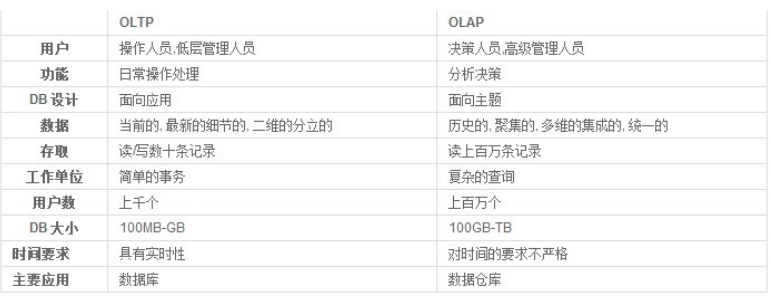 OLTP OLAP
用户 操作人员,低层管理人员 决策人员,高级管理人员
功能 日常操作处理 分析决策
DB 设计 面向应用 面向主题
数据 当前的, 最新的细节的, 二维的分立的 历史的, 聚集的, 多维的集成的, 统一的
存取 读/写数十条记录 读上百万条记录
工作单位 简单的事务 复杂的查询
用户数 上千个 上百万个
DB 大小 100MB-GB 100GB-TB
时间要求 具有实时性 对时间的要求不严格
主要应用 数据库 数据仓库